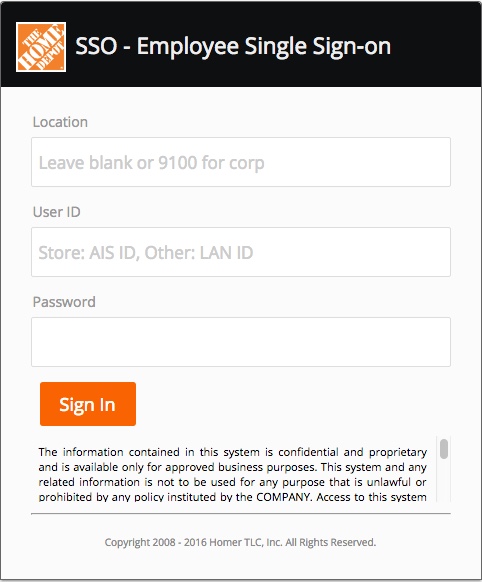 THE
HOME
DEPOT
SSO - Employee Single Sign-on
Location
Leave blank or 9100 for corp
User ID
Store: AIS ID, Other: LAN ID
Password
Sign In
The information contained in this system is confidential and proprietary
and is available only for approved business purposes. This system and any
related information is not to be used for any purpose that is unlawful or
prohibited by any policy instituted by the COMPANY. Access to this system
Copyright 2008 - 2016 Homer TLC, Inc. All Rights Reserved.